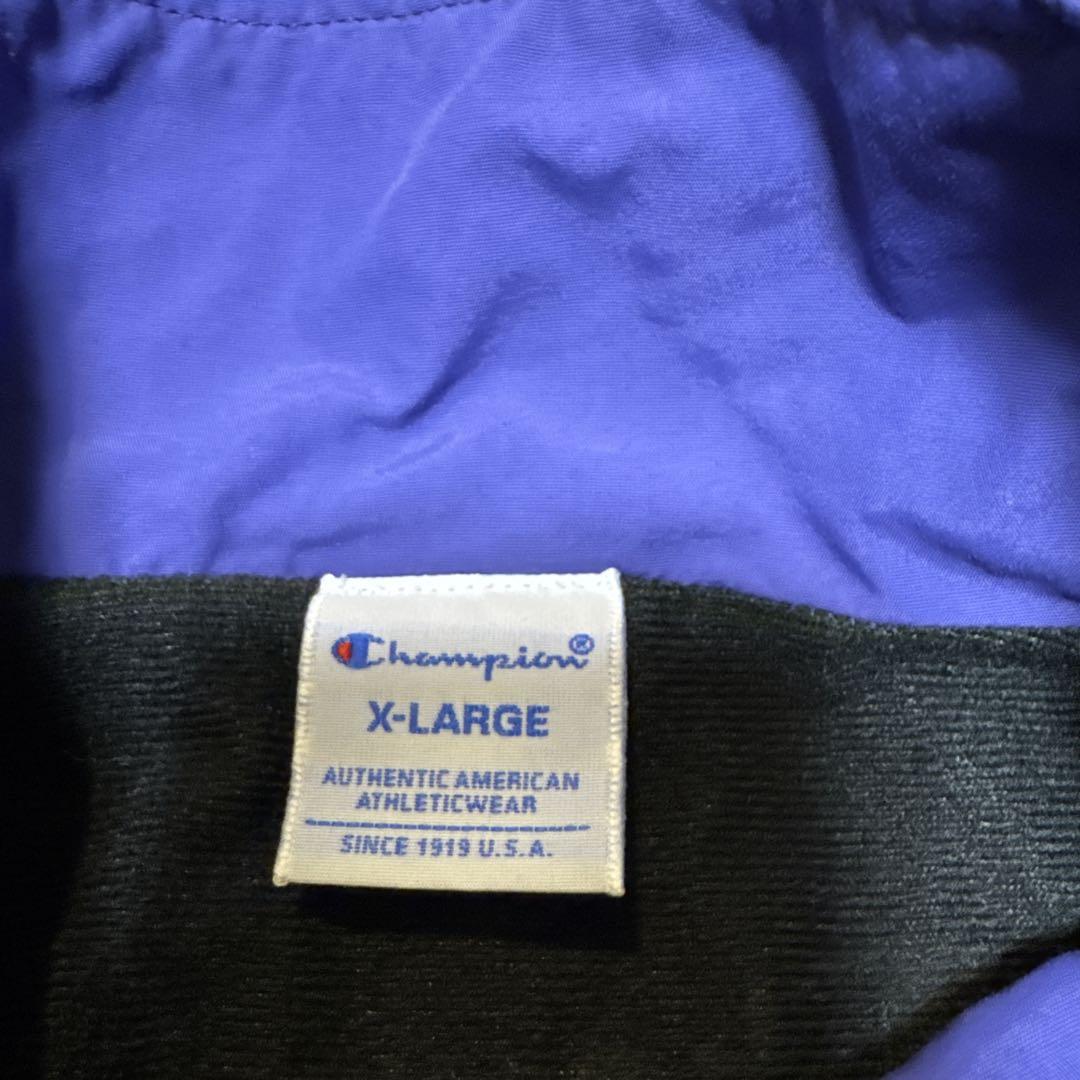 Champion®
X-LARGE
AUTHENTIC AMERICAN
ATHLETICWEAR
SINCE 1919 U.S.A.